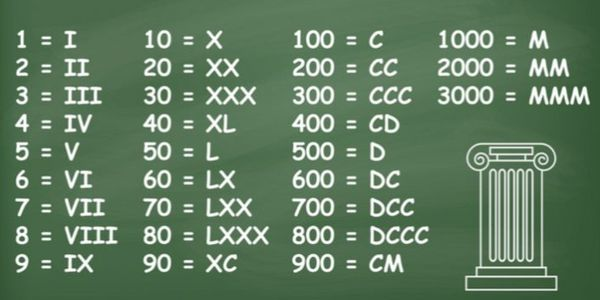 1 = I 10 = X 100 = C 1000 = M
2 = II 20 = XX 200 = CC 2000 = MM
3 = III 30 = XXX 300 = CCC 3000 = MMM
4 = IV 40 = XL 400 = CD
5 = V 50 = L 500 = D
6 = VI 60 = LX 600 = DC
7 = VII 70 = LXX 700 = DCC
8 = VIII 80 = LXXX 800 = DCCC
9 = IX 90 = XC 900 = CM